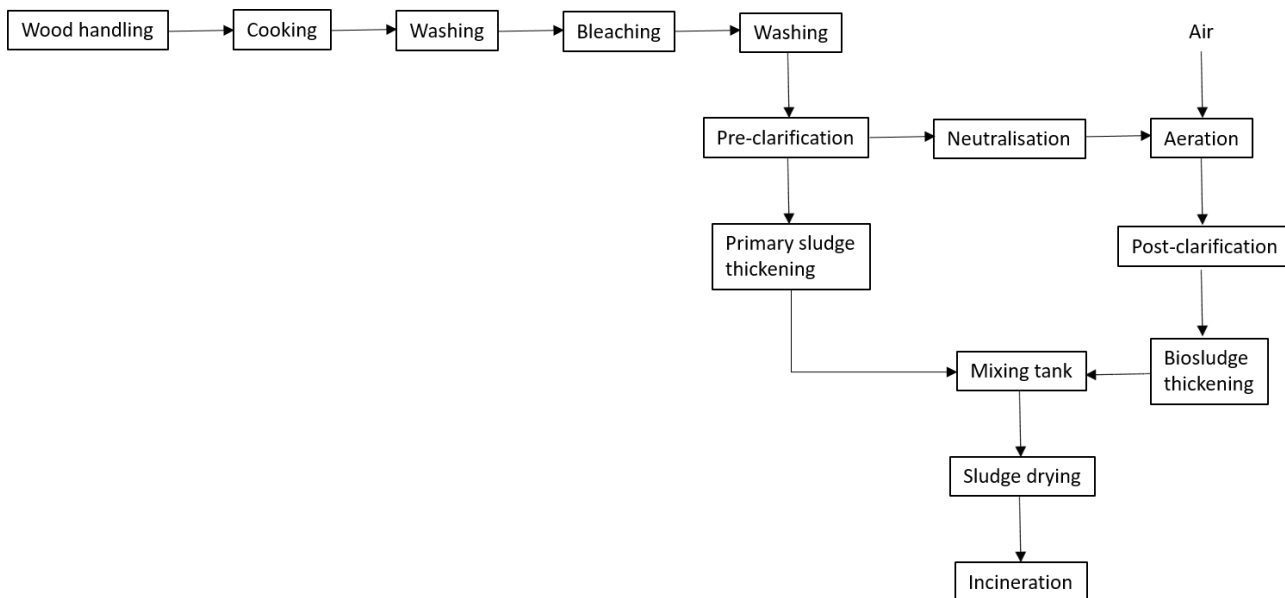 Wood handling
Cooking
Washing
Bleaching
Washing
Air
Pre-clarification
Neutralisation
Aeration
Primary sludge
thickening
Post-clarification
Mixing tank
Biosludge
thickening
Sludge drying
Incineration